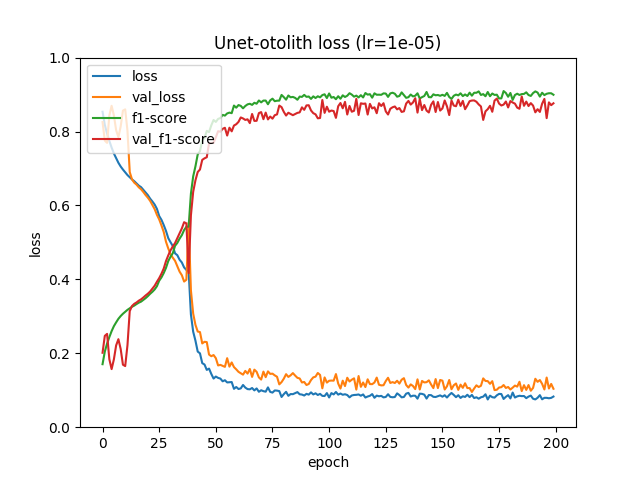 Unet-otolith loss (lr=1e-05)
loss
val_loss
f1-score
val_f1-score
1.0
0.8
0.6
0.4
0.2
0.0
loss
0 25 50 75 100 125 150 175 200
epoch